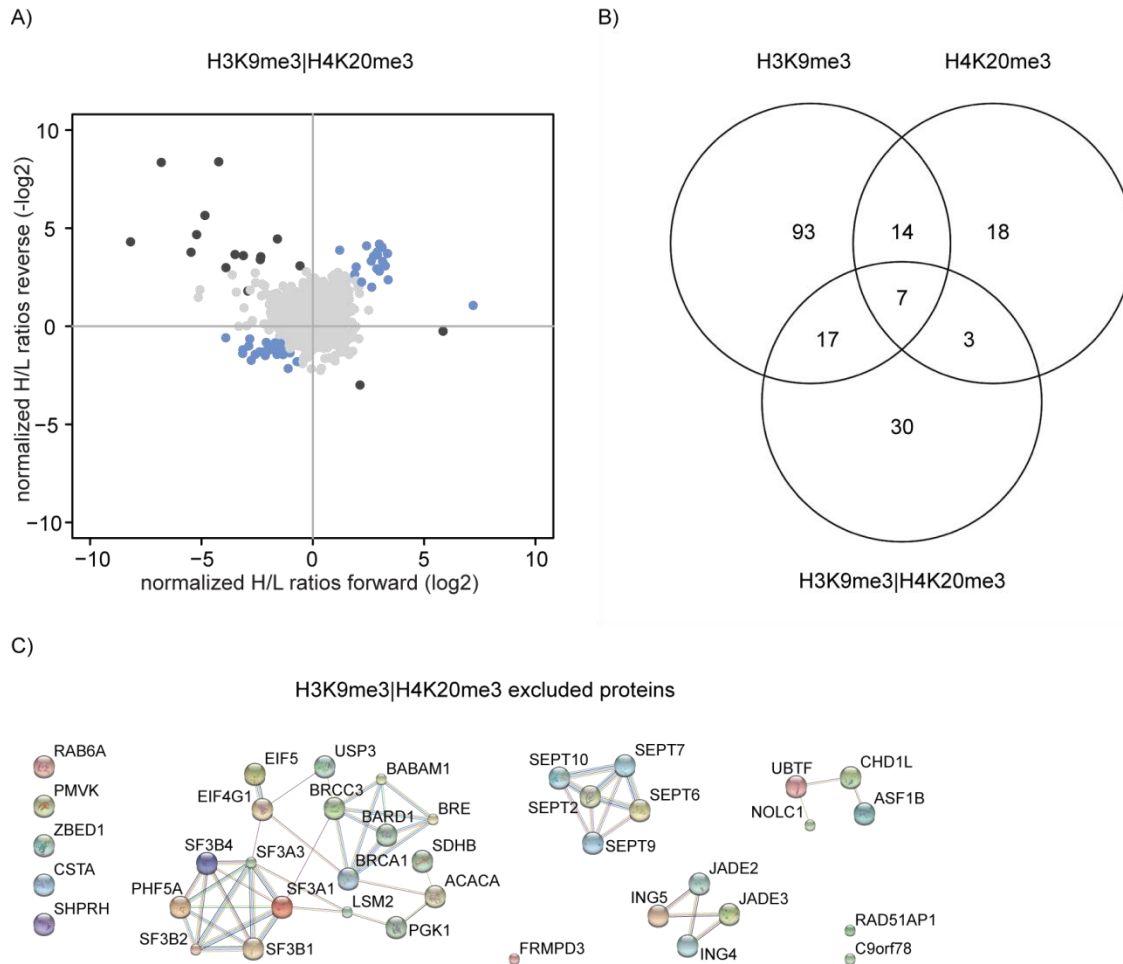 A)
H3K9me3|H4K20me3
normalized H/L ratios reverse (-log2)
10
5
0
−5
−10
−10
−5
0
5
10
normalized H/L ratios forward (log2)
B)
H3K9me3
H4K20me3
93
14
18
7
17
3
30
H3K9me3|H4K20me3
C)
H3K9me3|H4K20me3 excluded proteins
RAB6A
PMVK
ZBED1
CSTA
SHPRH
EIF5
USP3
EIF4G1
BRCC3
BABAM1
BRE
BARD1
SF3B4
SF3A3
BRCA1
SDHB
PHF5A
SF3A1
ACACA
LSM2
PGK1
SF3B2
SF3B1
SEPT10
SEPT7
SEPT2
SEPT6
SEPT9
UBTF
CHD1L
NOLC1
ASF1B
JADE2
ING5
JADE3
ING4
FRMPD3
RAD51AP1
C9orf78